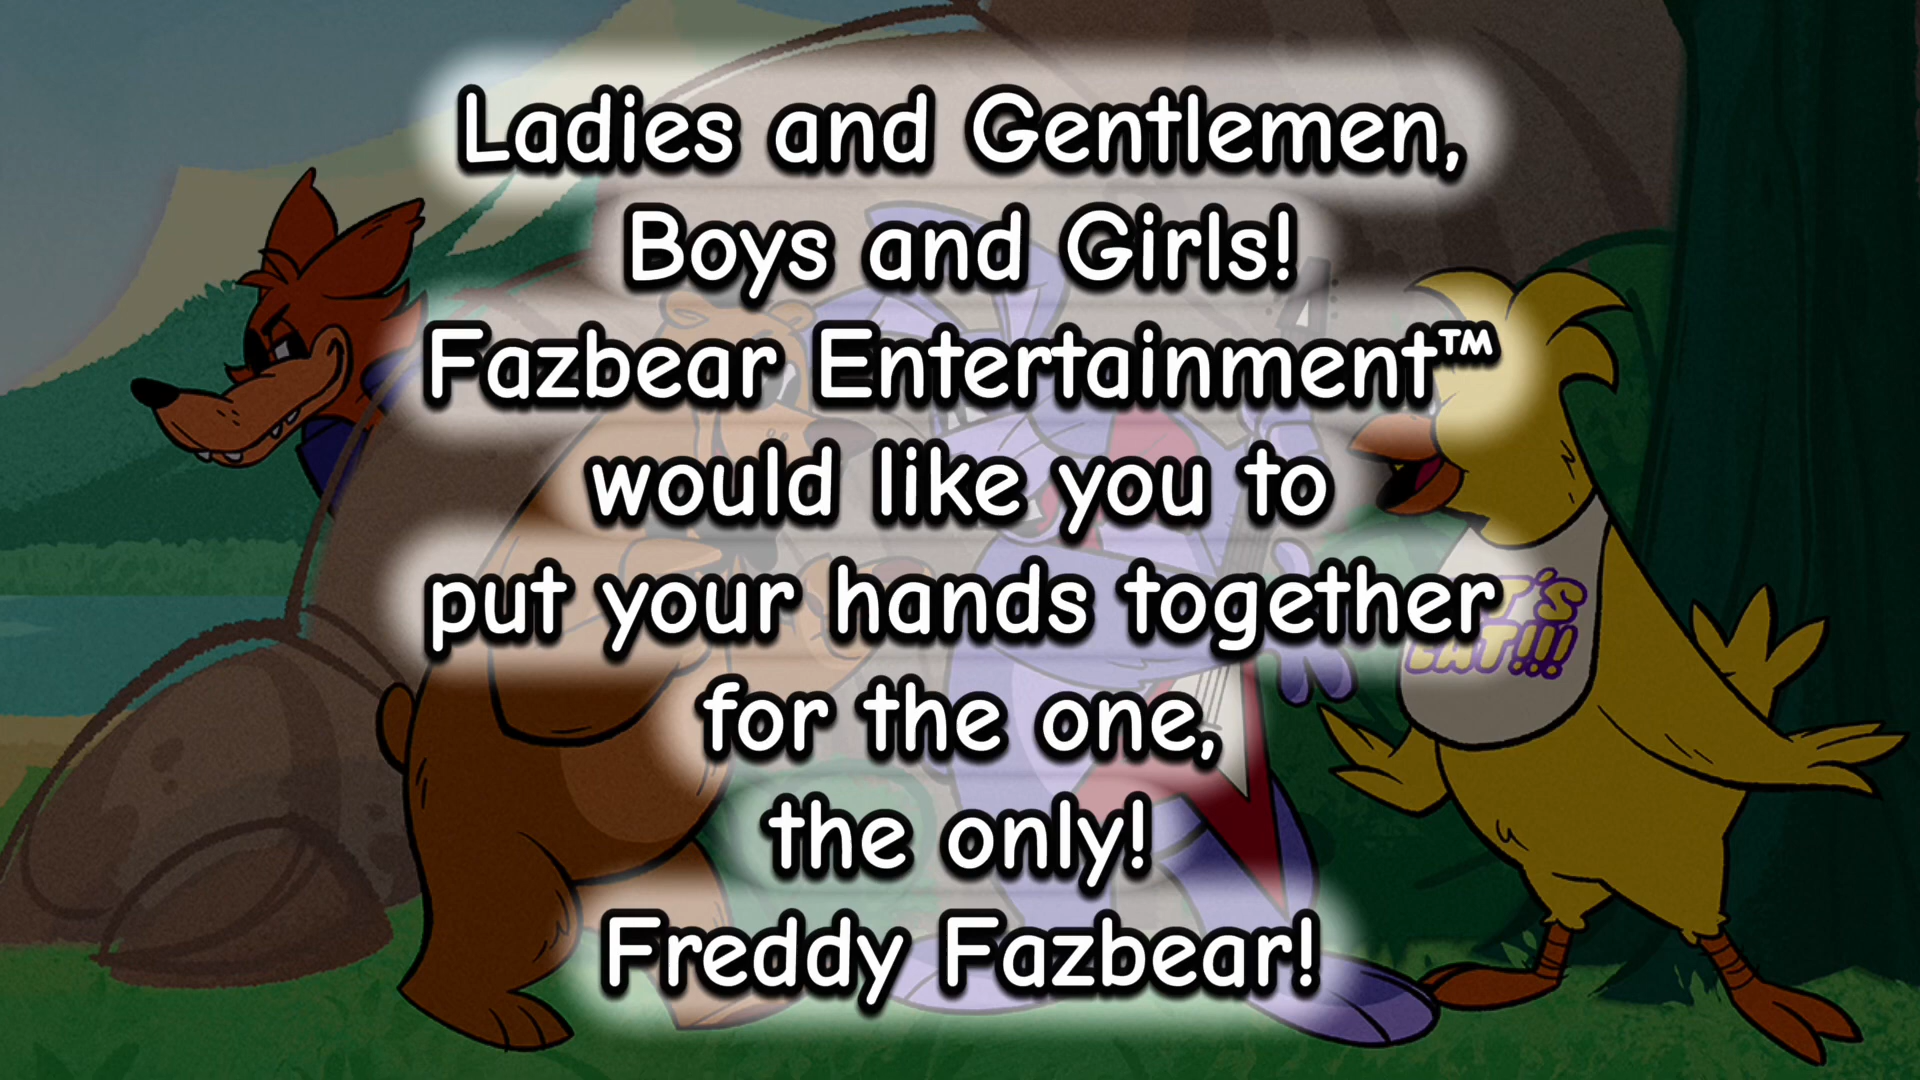 Ladies and Gentlemen,
Boys and Girls!
Fazbear Entertainment™
would like you to
put your hands together
for the one,
the only!
Freddy Fazbear!